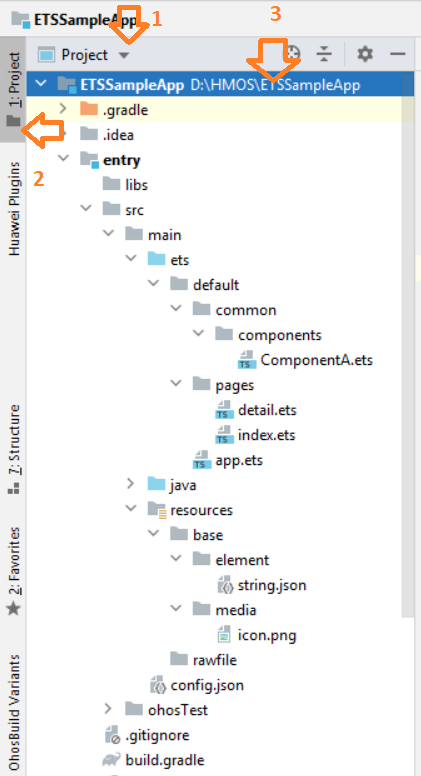 ETSSampleApp
1
3
Project
1: Project
ETSSampleApp D:\HMOS\ETSSampleApp
.gradle
.idea
2
entry
Huawei Plugins
libs
src
main
ets
default
common
components
ComponentA.ets
pages
detail.ets
index.ets
app.ets
7: Structure
java
resources
base
element
string.json
2: Favorites
media
icon.png
rawfile
config.json
OhosBuild Variants
ohosTest
.gitignore
build.gradle